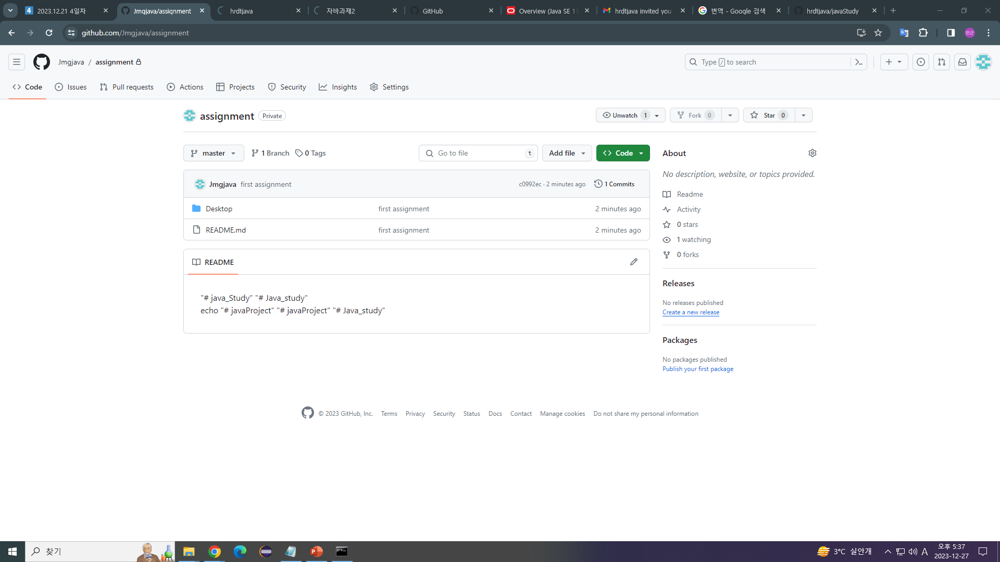 4 2023.12.21 4일차
Jmgjava/assignment
hrdtjava
자바과제2
GitHub
Overview (Java SE 11
hrdtjava invited you
번역 - Google 검색
hrdtjava/javaStudy
github.com/Jmgjava/assignment
민근
Jmgjava / assignment
Type / to search
Code
Issues
Pull requests
Actions
Projects
Security
Insights
Settings
assignment Private
Unwatch 1
Fork 0
Star 0
master
1 Branch
0 Tags
Go to file t
Add file
Code
Jmgjava first assignment c0992ec · 2 minutes ago 1 Commits
Desktop first assignment 2 minutes ago
README.md first assignment 2 minutes ago
README
"# java_Study" "# Java_study"
echo "# javaProject" "# javaProject" "# Java_study"
About
No description, website, or topics provided.
Readme
Activity
0 stars
1 watching
0 forks
Releases
No releases published
Create a new release
Packages
No packages published
Publish your first package
© 2023 GitHub, Inc. Terms Privacy Security Status Docs Contact Manage cookies Do not share my personal information
찾기
3°C 실안개
A
오후 5:37
2023-12-27